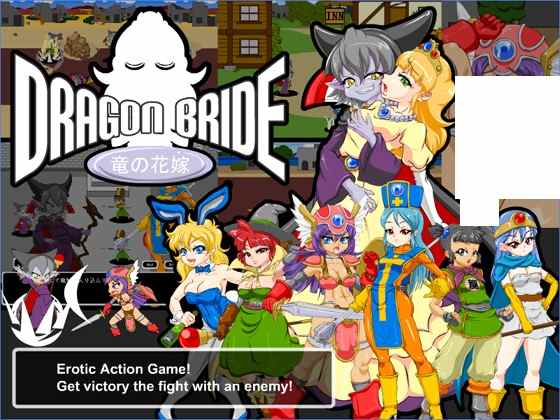 INN
DRAGON BRIDE
竜の花嫁
Erotic Action Game!
Get victory the fight with an enemy!